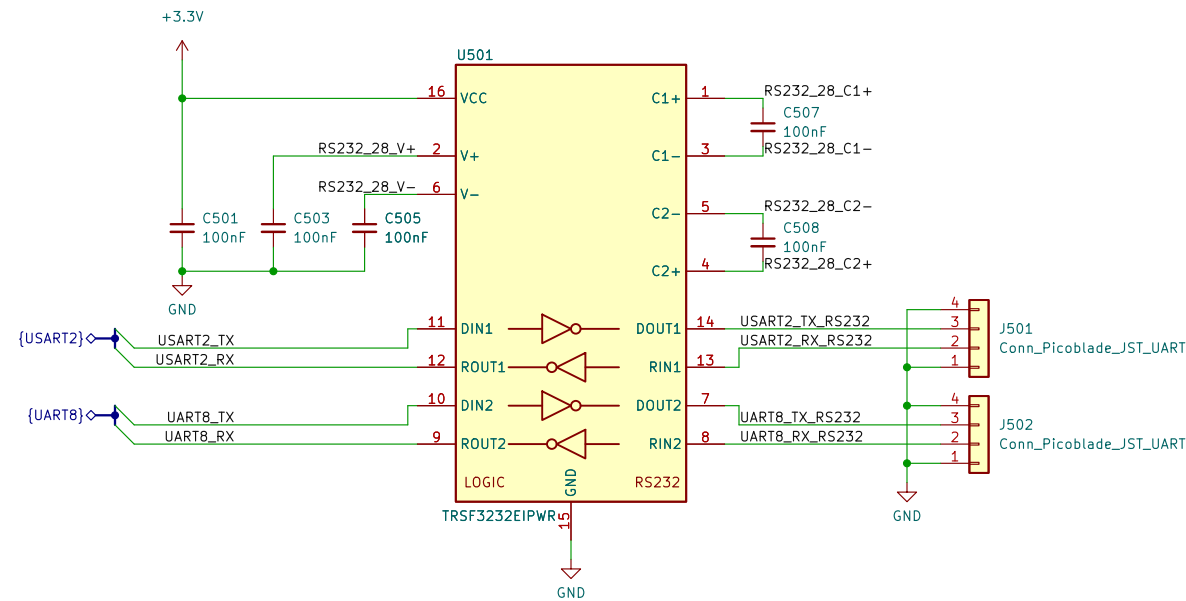 +3.3V
U501
16
VCC
C1+
1
RS232_28_C1+
C507
100nF
RS232_28_V+
2
V+
C1-
3
RS232_28_C1-
RS232_28_V-
6
V-
C2-
5
RS232_28_C2-
C501
100nF
C503
100nF
C505
100nF
C508
100nF
C2+
4
RS232_28_C2+
GND
{USART2}
USART2_TX
11
DIN1
DOUT1
14
USART2_TX_RS232
USART2_RX
12
ROUT1
RIN1
13
USART2_RX_RS232
4
3
2
1
J501
Conn_Picoblade_JST_UART
{UART8}
UART8_TX
10
DIN2
DOUT2
7
UART8_TX_RS232
UART8_RX
9
ROUT2
RIN2
8
UART8_RX_RS232
4
3
2
1
J502
Conn_Picoblade_JST_UART
LOGIC
GND
RS232
TRSF3232EIPWR
15
GND
GND